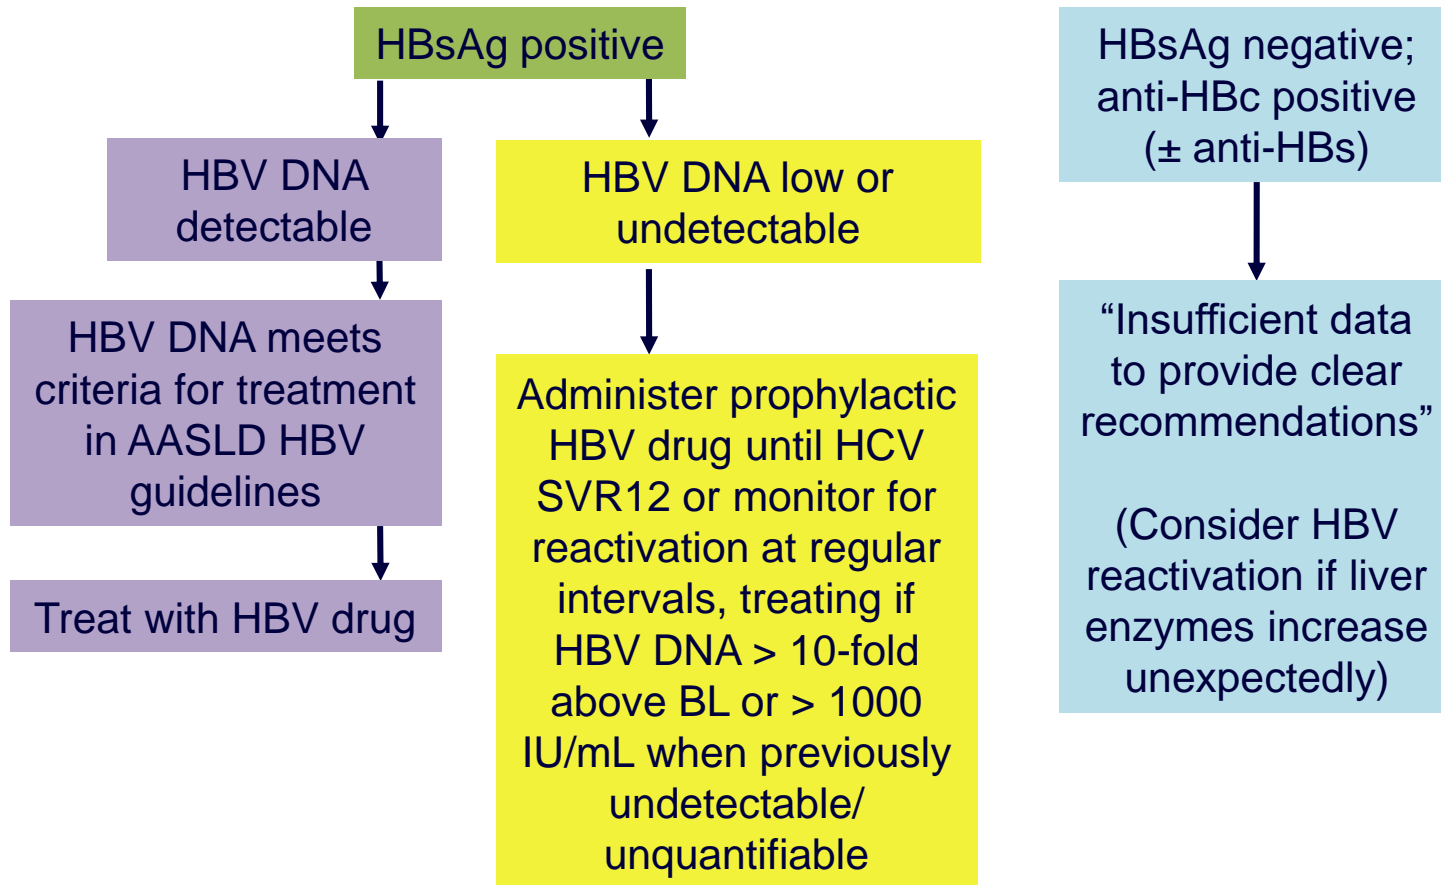 HBsAg positive
HBV DNA
detectable
HBV DNA meets
criteria for treatment
in AASLD HBV
guidelines
Treat with HBV drug
HBV DNA low or
undetectable
Administer prophylactic
HBV drug until HCV
SVR12 or monitor for
reactivation at regular
intervals, treating if
HBV DNA > 10-fold
above BL or > 1000
IU/mL when previously
undetectable/
unquantifiable
HBsAg negative;
anti-HBc positive
(± anti-HBs)
“Insufficient data
to provide clear
recommendations”
(Consider HBV
reactivation if liver
enzymes increase
unexpectedly)